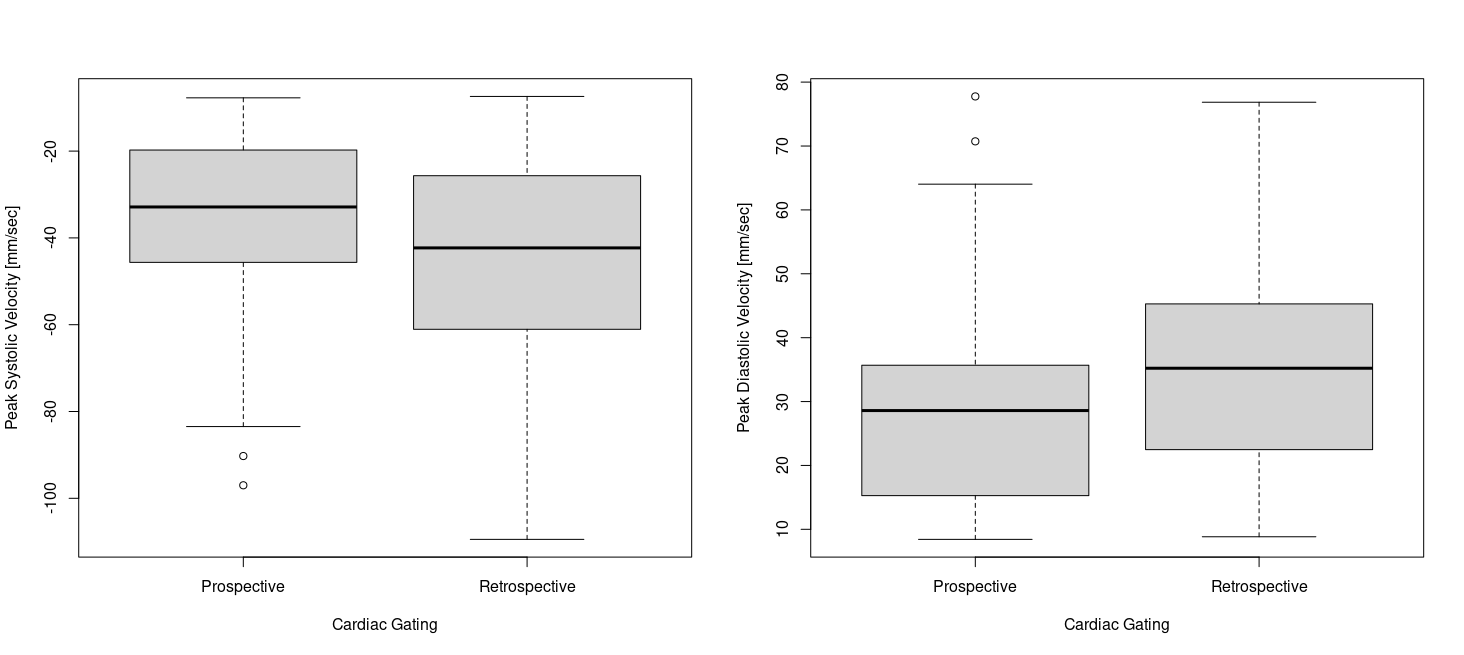 Peak Systolic Velocity [mm/sec]
-20
-40
-60
-80
-100
Prospective Retrospective
Cardiac Gating
Peak Diastolic Velocity [mm/sec]
80
70
60
50
40
30
20
10
Prospective Retrospective
Cardiac Gating